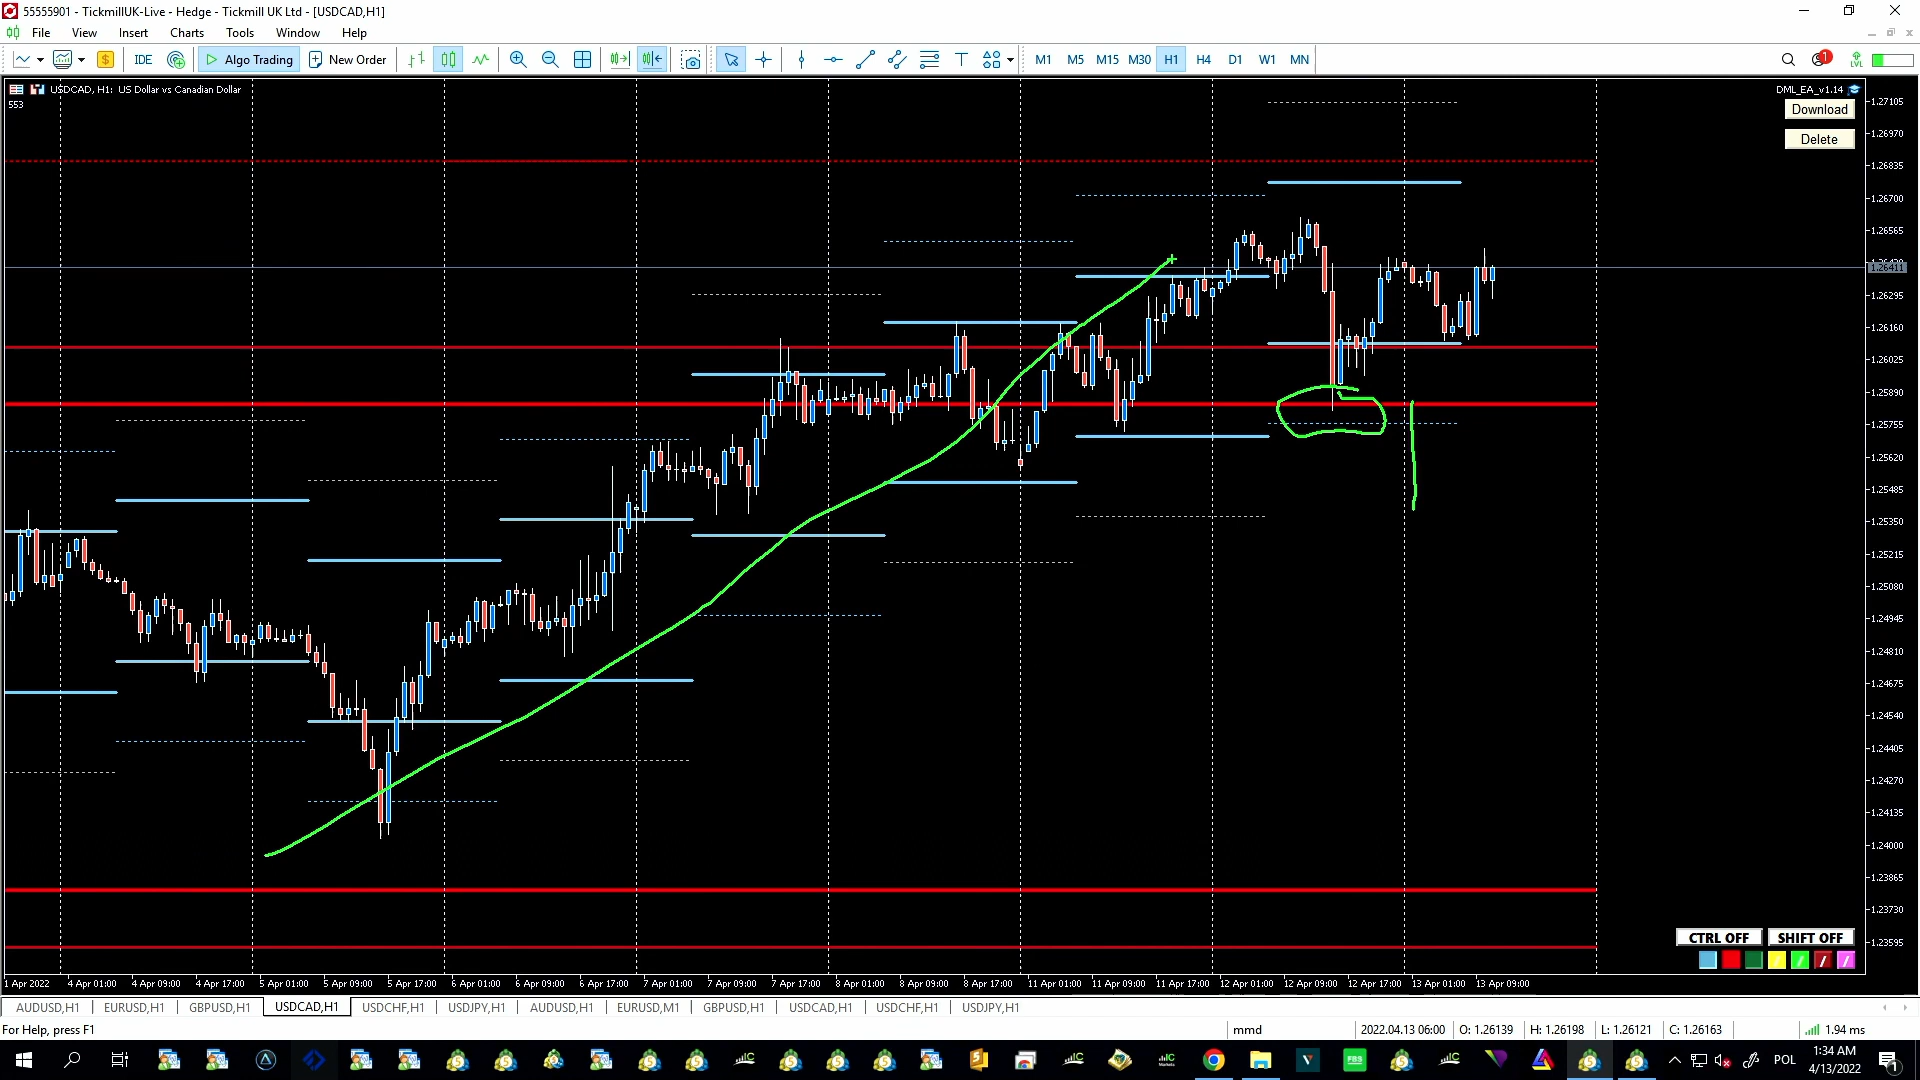 55555901 - TickmillUK-Live - Hedge - Tickmill UK Ltd - [USDCAD,H1]
File View Insert Charts Tools Window Help
IDE Algo Trading New Order M1 M5 M15 M30 H1 H4 D1 W1 MN 1 LVL
USDCAD, H1: US Dollar vs Canadian Dollar
553
DML_EA_v1.14
Download
Delete
1.27105
1.26970
1.26835
1.26700
1.26565
1.26411
1.26295
1.26160
1.26025
1.25890
1.25755
1.25620
1.25485
1.25350
1.25215
1.25080
1.24945
1.24810
1.24675
1.24540
1.24405
1.24270
1.24135
1.24000
1.23865
1.23730
1.23595
CTRL OFF SHIFT OFF
1 Apr 2022 4 Apr 01:00 4 Apr 09:00 4 Apr 17:00 5 Apr 01:00 5 Apr 09:00 5 Apr 17:00 6 Apr 01:00 6 Apr 09:00 6 Apr 17:00 7 Apr 01:00 7 Apr 09:00 7 Apr 17:00 8 Apr 01:00 8 Apr 09:00 8 Apr 17:00 11 Apr 01:00 11 Apr 09:00 11 Apr 17:00 12 Apr 01:00 12 Apr 09:00 12 Apr 17:00 13 Apr 01:00 13 Apr 09:00
AUDUSD,H1 EURUSD,H1 GBPUSD,H1 USDCAD,H1 USDCHF,H1 USDJPY,H1 AUDUSD,H1 EURUSD,M1 GBPUSD,H1 USDCAD,H1 USDCHF,H1 USDJPY,H1
For Help, press F1 mmd 2022.04.13 06:00 O: 1.26139 H: 1.26198 L: 1.26121 C: 1.26163 1.94 ms
FBS POL 1:34 AM
4/13/2022 1